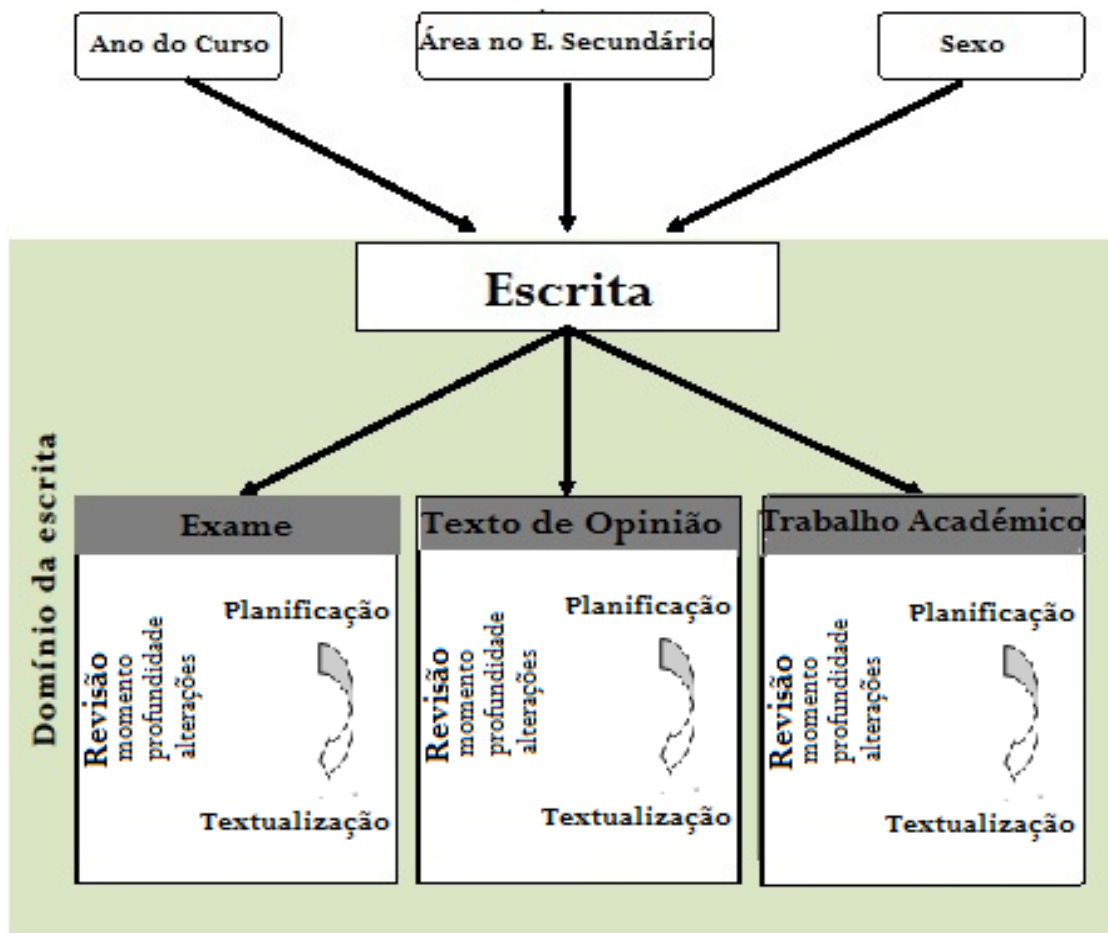 Ano do Curso
Área no E. Secundário
Sexo
Escrita
Domínio da escrita
Exame
Revisão
momento
profundidade
alterações
Planificação
Textualização
Texto de Opinião
Revisão
momento
profundidade
alterações
Planificação
Textualização
Trabalho Académico
Revisão
momento
profundidade
alterações
Planificação
Textualização